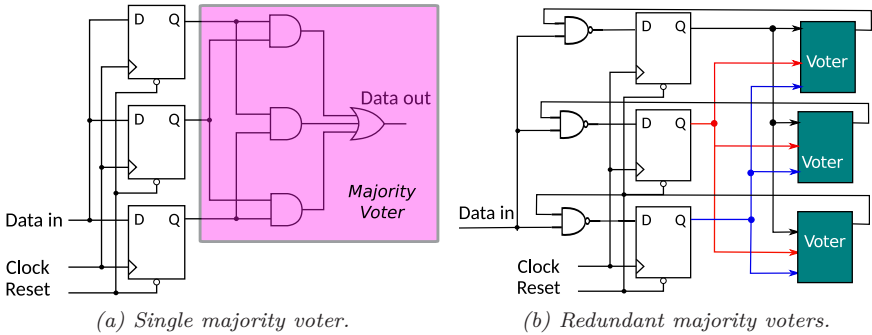 D Q
D Q
D Q
Data in
Clock
Reset
Data out
Majority
Voter
(a) Single majority voter.
D Q
D Q
D Q
Data in
Clock
Reset
Voter
Voter
Voter
(b) Redundant majority voters.